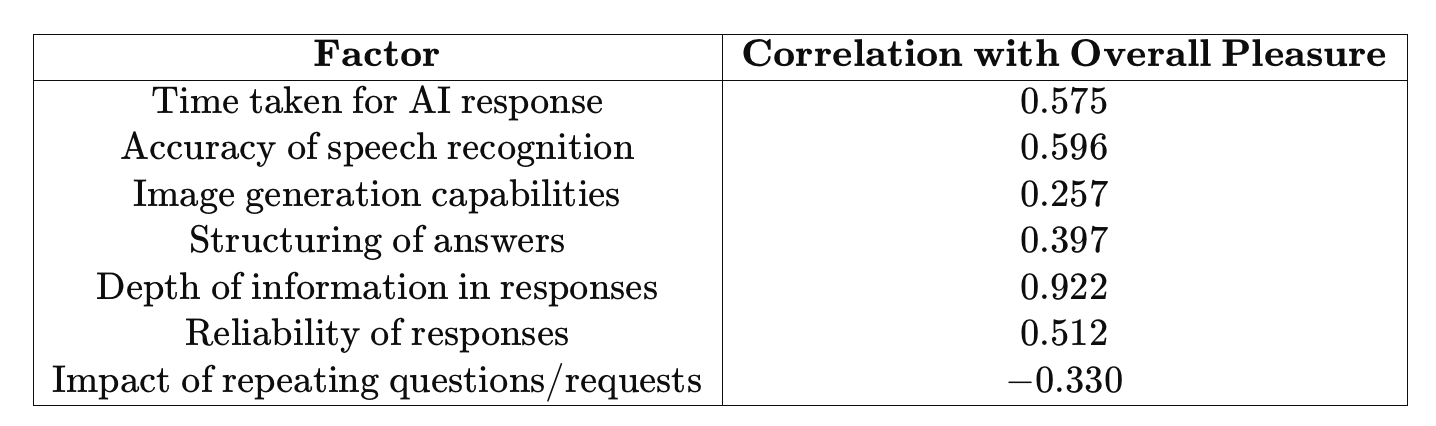 Factor Correlation with Overall Pleasure
Time taken for AI response 0.575
Accuracy of speech recognition 0.596
Image generation capabilities 0.257
Structuring of answers 0.397
Depth of information in responses 0.922
Reliability of responses 0.512
Impact of repeating questions/requests −0.330